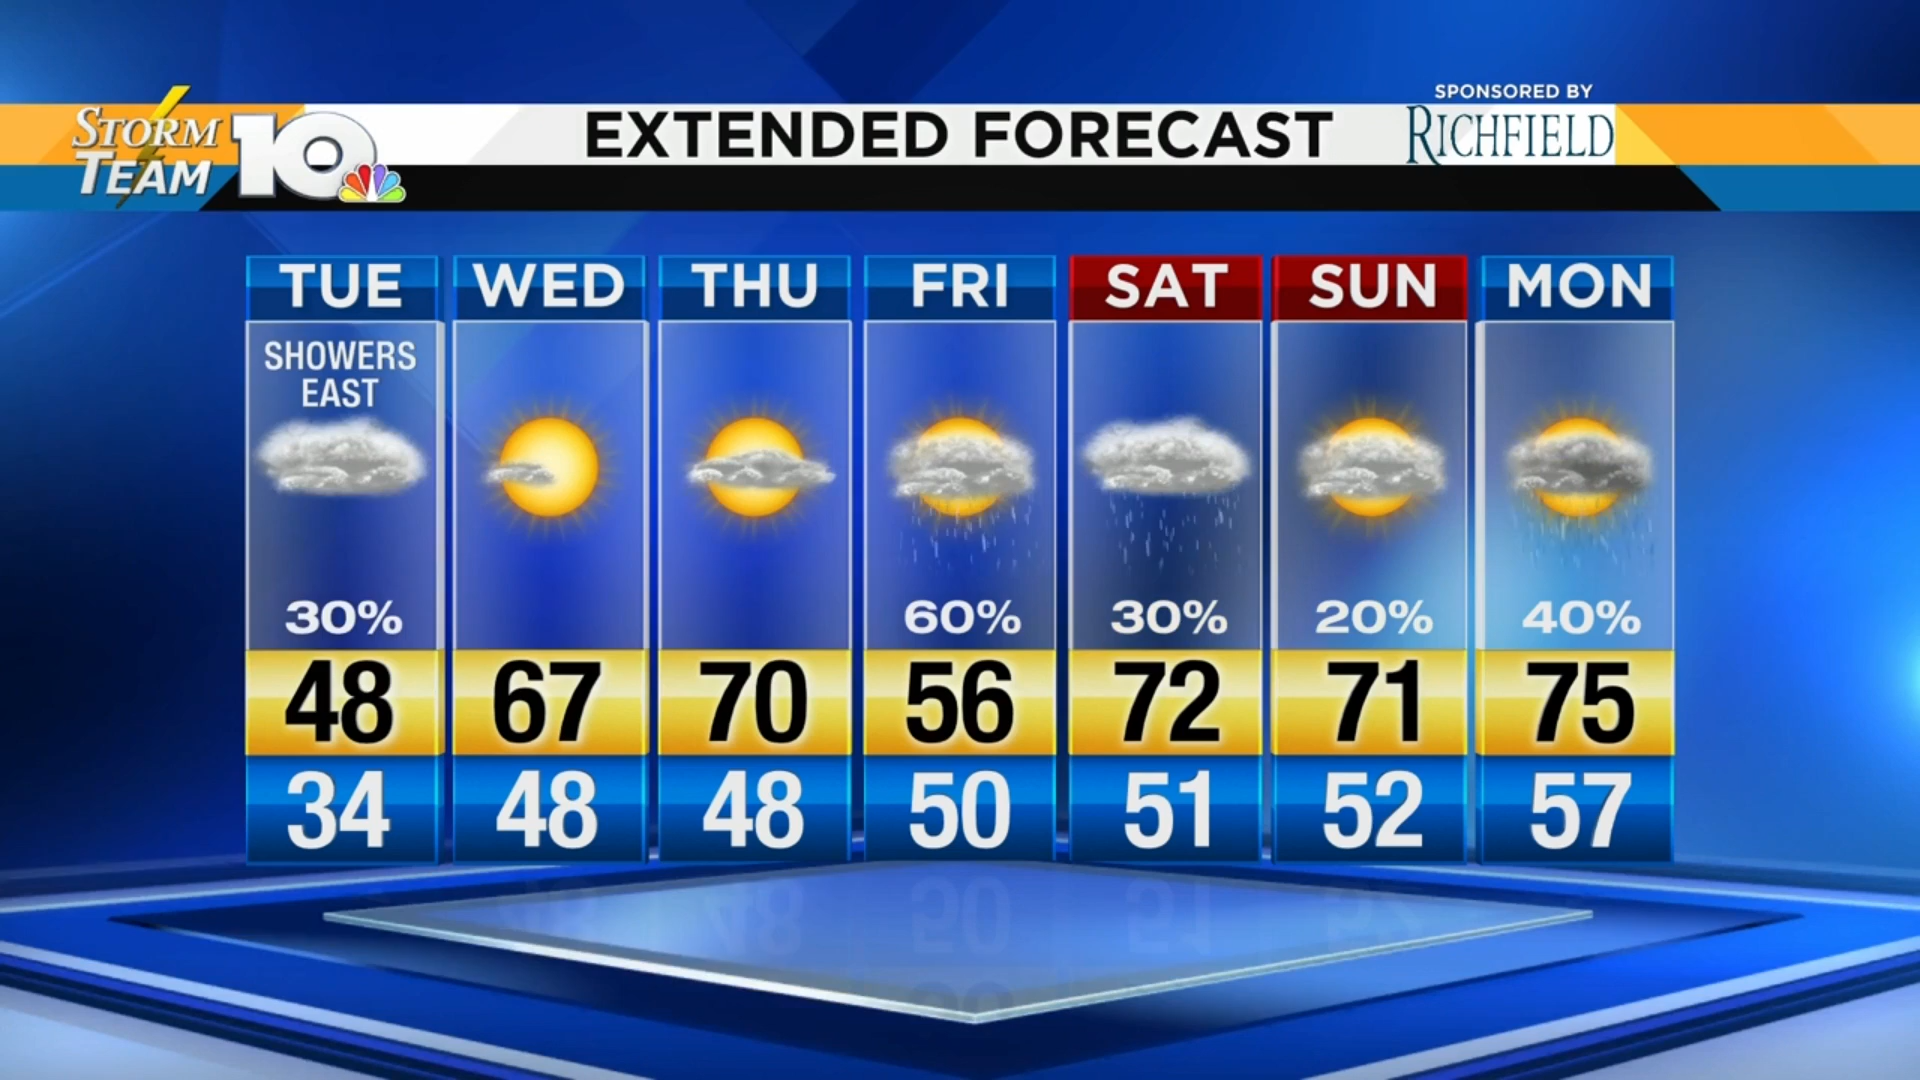 SPONSORED BY
STORM TEAM 10
EXTENDED FORECAST
RICHFIELD
TUE WED THU FRI SAT SUN MON
SHOWERS
EAST
30% 60% 30% 20% 40%
48 67 70 56 72 71 75
34 48 48 50 51 52 57